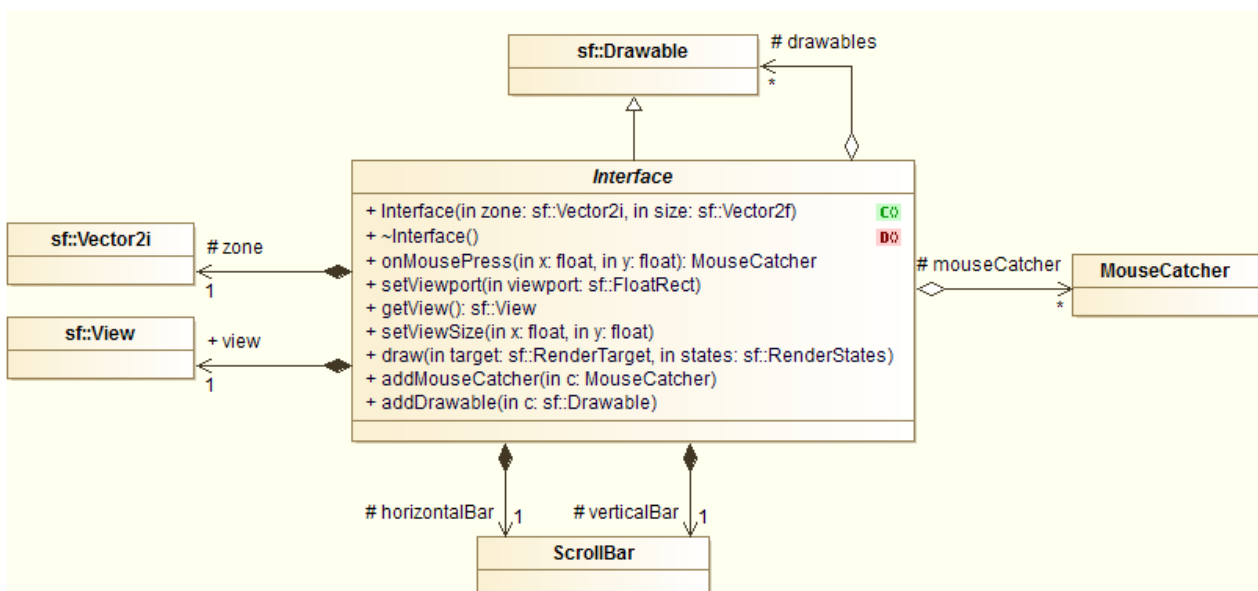 sf::Drawable
# drawables
*
Interface
+ Interface(in zone: sf::Vector2i, in size: sf::Vector2f)
C()
+ ~Interface()
D()
+ onMousePress(in x: float, in y: float): MouseCatcher
+ setViewport(in viewport: sf::FloatRect)
+ getView(): sf::View
+ setViewSize(in x: float, in y: float)
+ draw(in target: sf::RenderTarget, in states: sf::RenderStates)
+ addMouseCatcher(in c: MouseCatcher)
+ addDrawable(in c: sf::Drawable)
sf::Vector2i
# zone
1
sf::View
+ view
1
# mouseCatcher
*
MouseCatcher
# horizontalBar
1
# verticalBar
1
ScrollBar